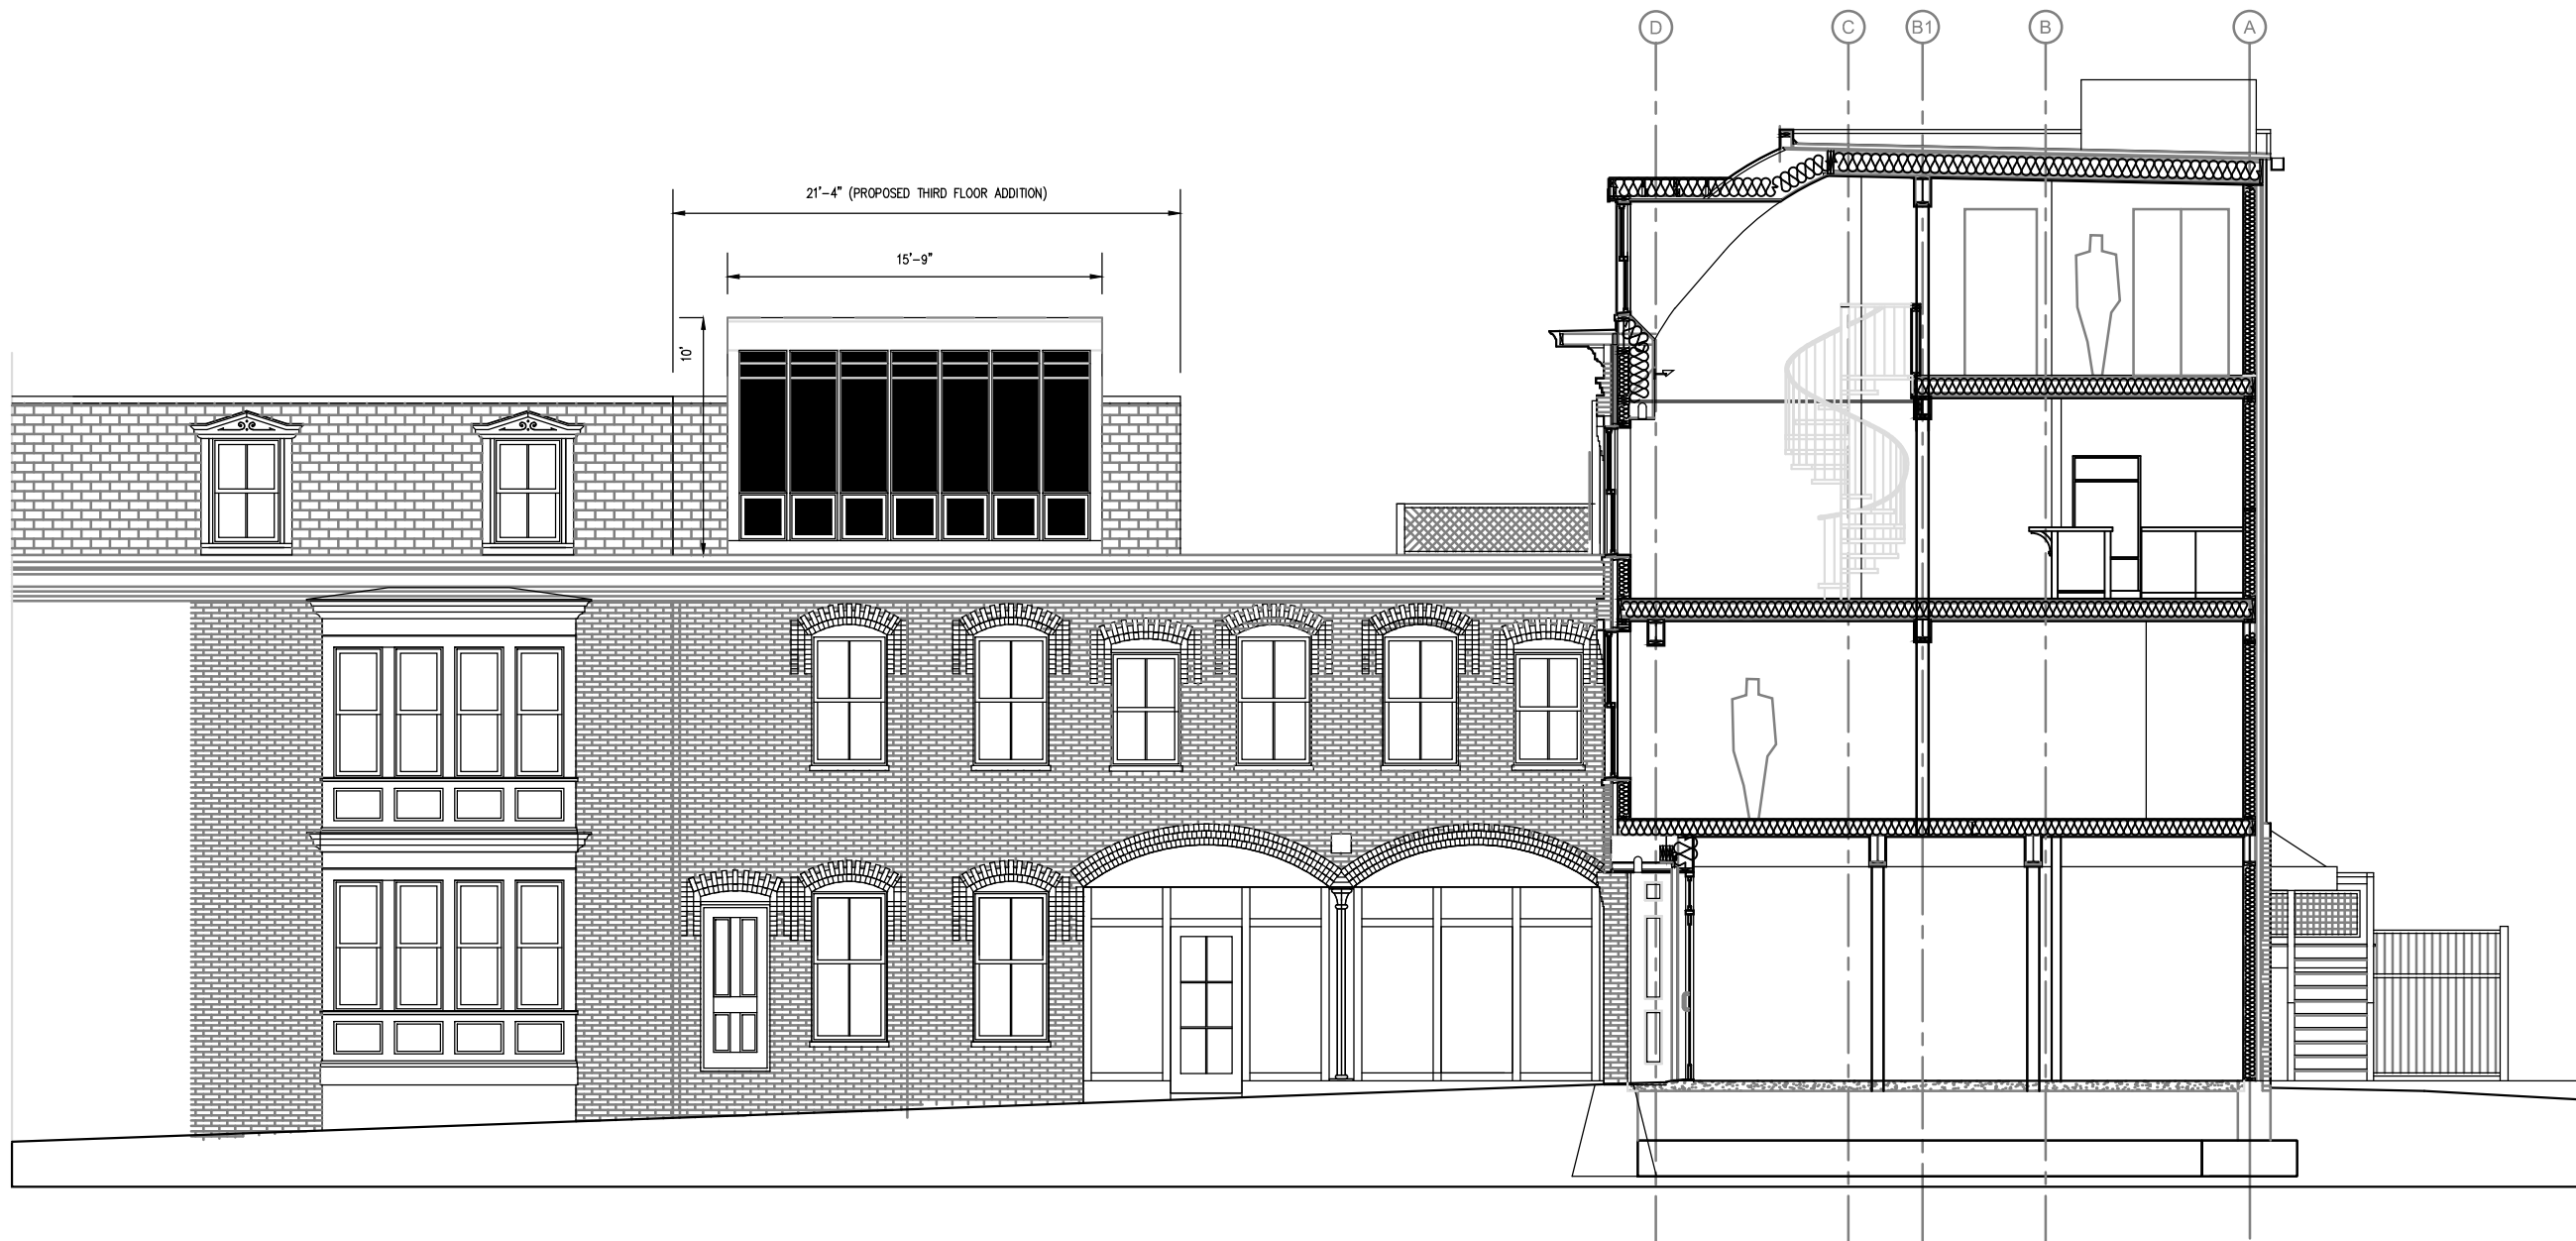 D
C
B1
B
A
21'-4" (PROPOSED THIRD FLOOR ADDITION)
15'-9"
10'